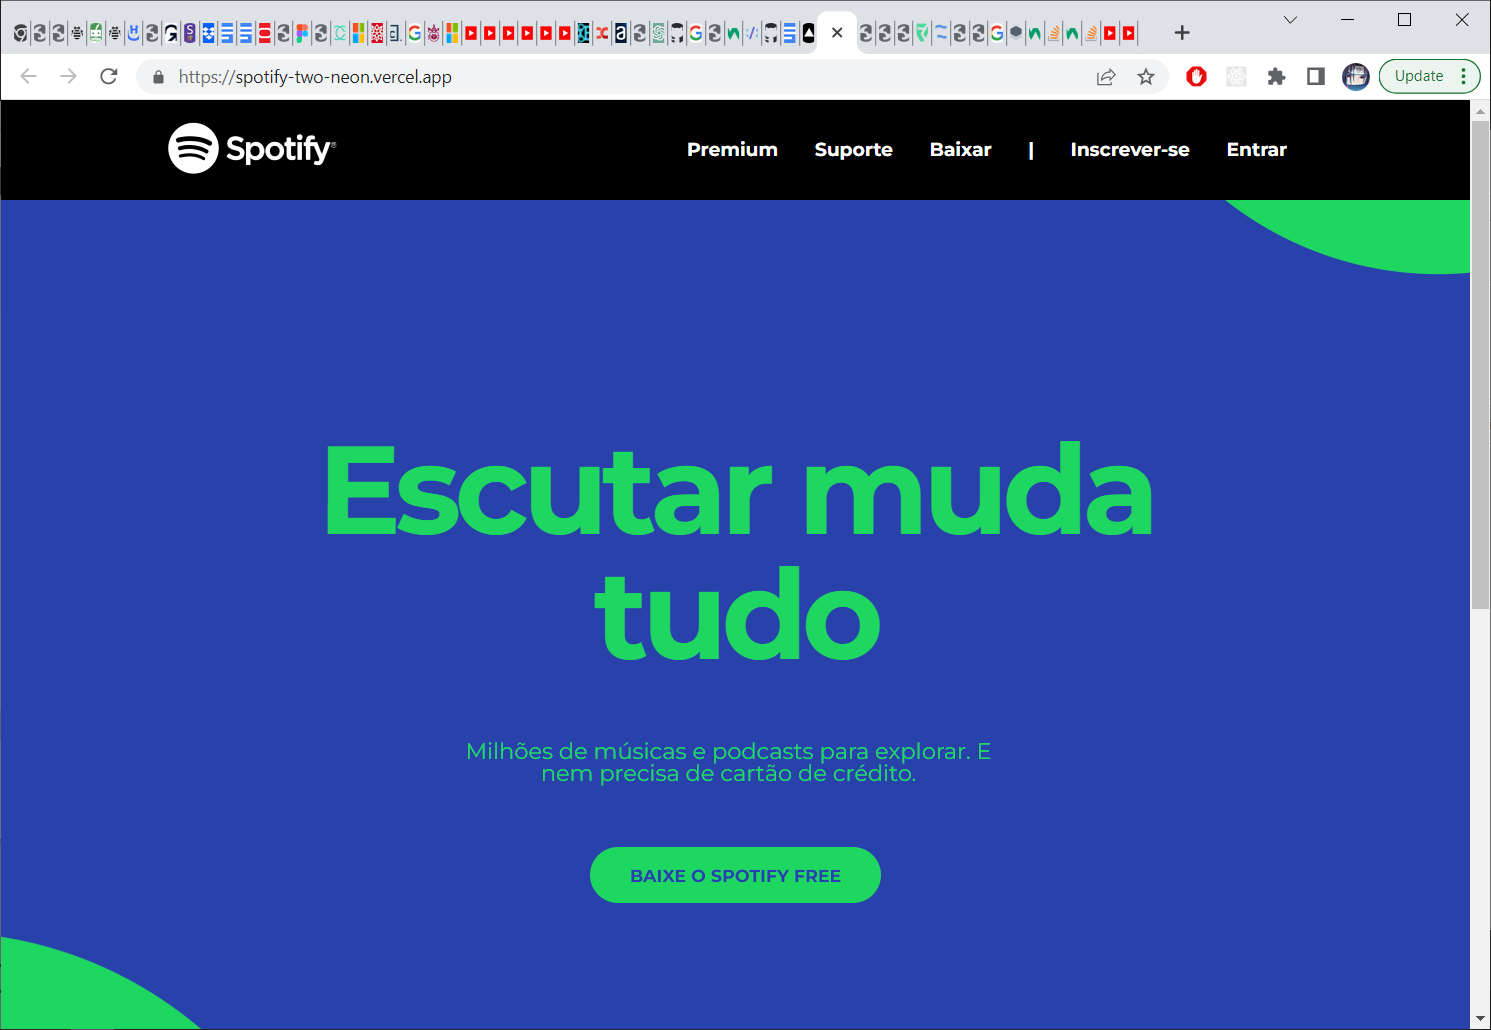 https://spotify-two-neon.vercel.app
Update
Spotify®
Premium
Suporte
Baixar
|
Inscrever-se
Entrar
Escutar muda
tudo
Milhões de músicas e podcasts para explorar. E
nem precisa de cartão de crédito.
BAIXE O SPOTIFY FREE